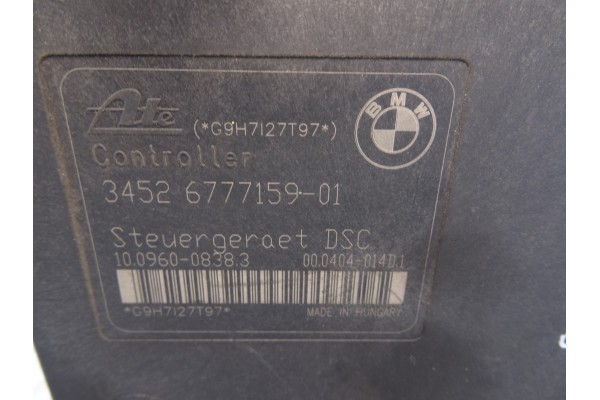 Ate (*G9H7I27T97*) BMW
Controller
3452 6777159-01
Steuergeraet DSC
10.0960-0838.3 00.0404-014D.1
*G9H7I27T97* MADE IN HUNGARY